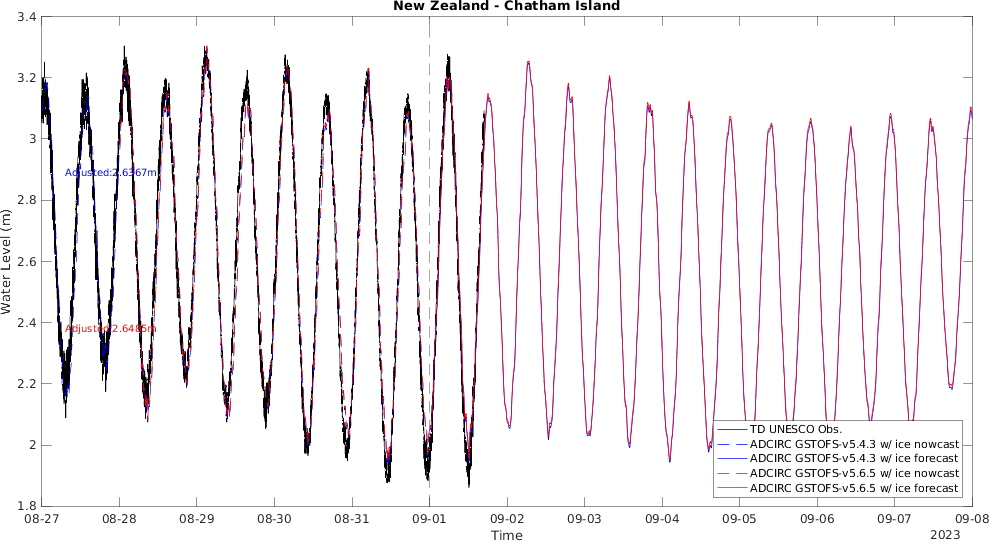 New Zealand - Chatham Island
3.4
3.2
3
2.8
2.6
2.4
2.2
2
1.8
Water Level (m)
Adjusted:2.6367m
Adjusted:2.6485m
TD UNESCO Obs.
ADCIRC GSTOFS-v5.4.3 w/ ice nowcast
ADCIRC GSTOFS-v5.4.3 w/ ice forecast
ADCIRC GSTOFS-v5.6.5 w/ ice nowcast
ADCIRC GSTOFS-v5.6.5 w/ ice forecast
08-27 08-28 08-29 08-30 08-31 09-01 09-02 09-03 09-04 09-05 09-06 09-07 09-08
Time
2023